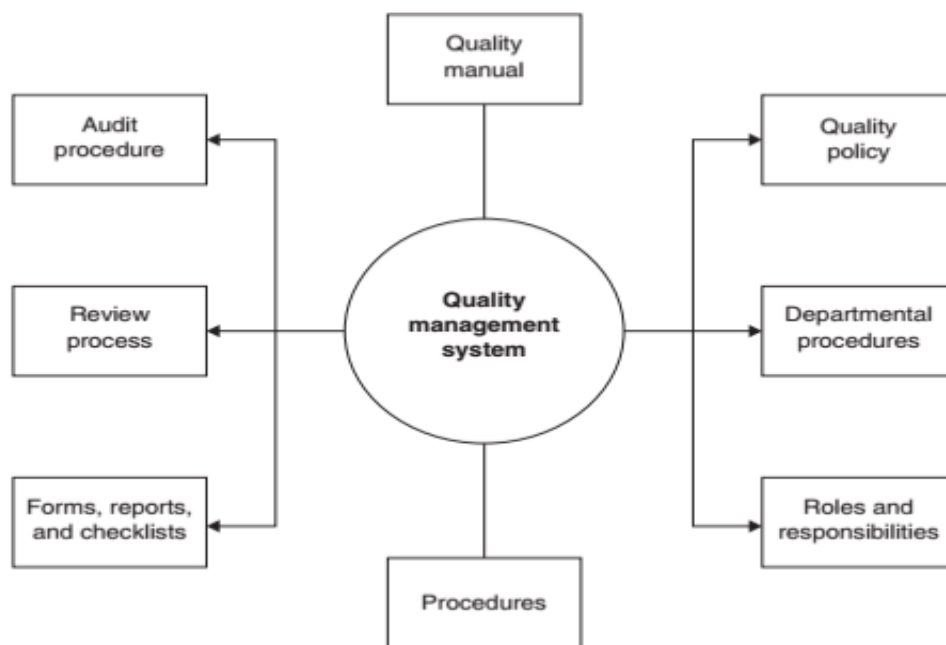 Quality
manual
Audit
procedure
Quality
policy
Review
process
Quality
management
system
Departmental
procedures
Forms, reports,
and checklists
Roles and
responsibilities
Procedures